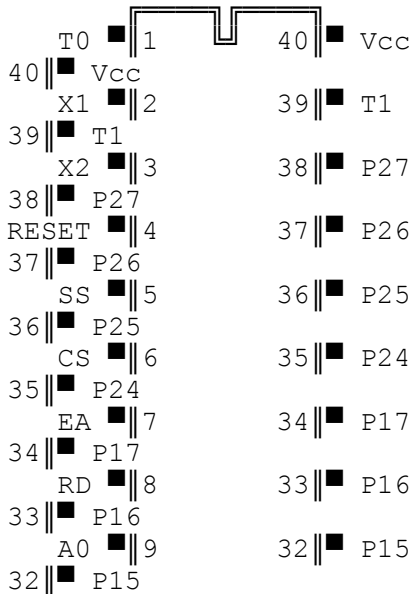 T0 ■║1 40║■ Vcc
40║■ Vcc
X1 ■║2 39║■ T1
39║■ T1
X2 ■║3 38║■ P27
38║■ P27
RESET ■║4 37║■ P26
37║■ P26
SS ■║5 36║■ P25
36║■ P25
CS ■║6 35║■ P24
35║■ P24
EA ■║7 34║■ P17
34║■ P17
RD ■║8 33║■ P16
33║■ P16
A0 ■║9 32║■ P15
32║■ P15